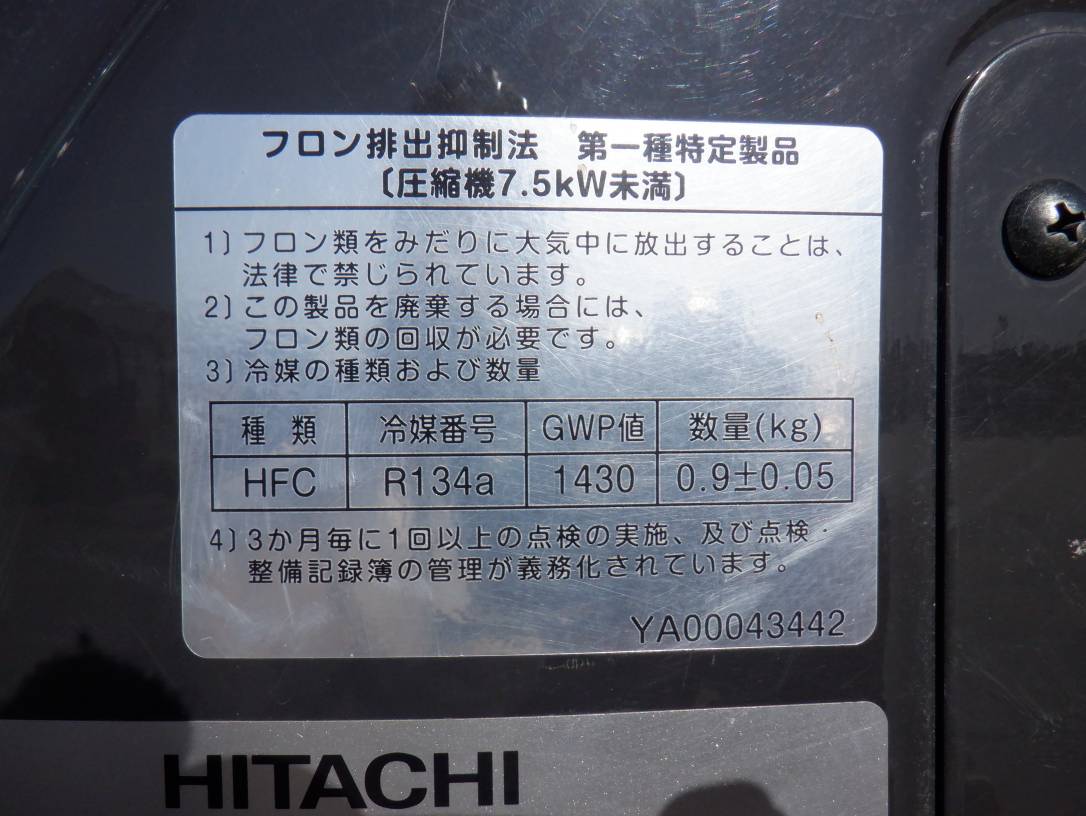 フロン排出抑制法　第一種特定製品
〔圧縮機7.5kW未満〕
1〕フロン類をみだりに大気中に放出することは、
法律で禁じられています。
2〕この製品を廃棄する場合には、
フロン類の回収が必要です。
3〕冷媒の種類および数量
種 類 冷媒番号 GWP値 数量(kg)
HFC R134a 1430 0.9±0.05
4〕3か月毎に1回以上の点検の実施、及び点検・
整備記録簿の管理が義務化されています。
YA00043442
HITACHI